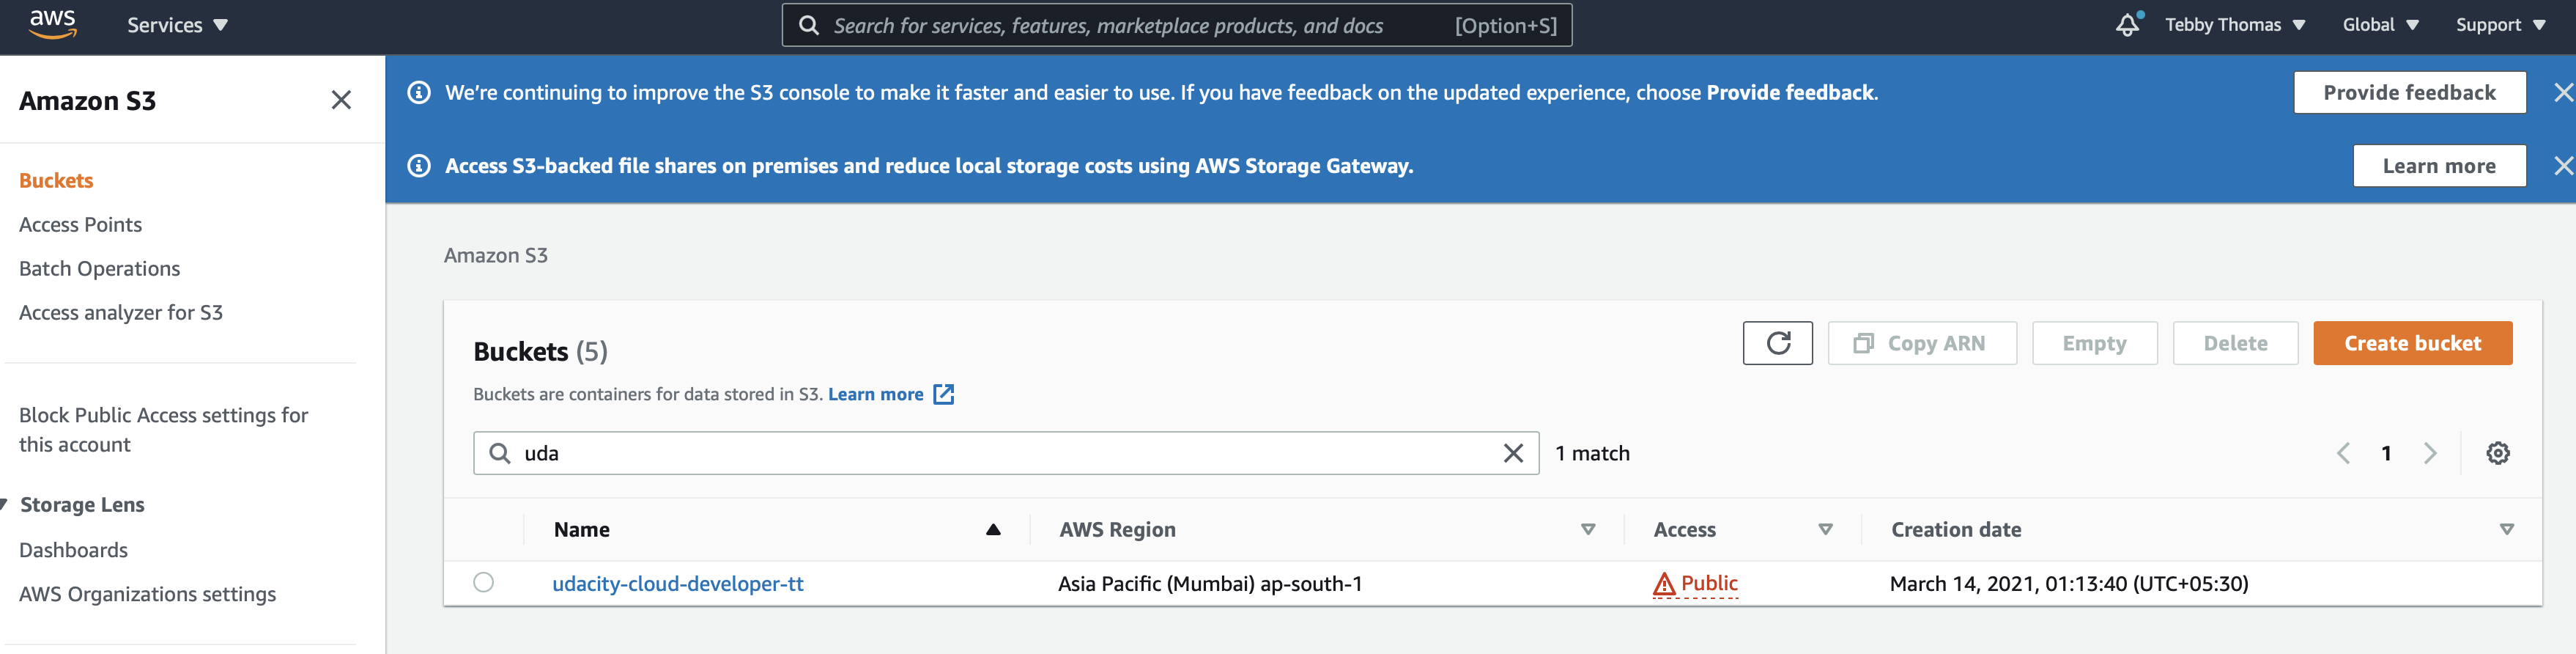 aws Services Search for services, features, marketplace products, and docs [Option+S] Tebby Thomas Global Support
Amazon S3
Buckets
Access Points
Batch Operations
Access analyzer for S3
Block Public Access settings for
this account
Storage Lens
Dashboards
AWS Organizations settings
We're continuing to improve the S3 console to make it faster and easier to use. If you have feedback on the updated experience, choose Provide feedback. Provide feedback
Access S3-backed file shares on premises and reduce local storage costs using AWS Storage Gateway. Learn more
Amazon S3
Buckets (5) Copy ARN Empty Delete Create bucket
Buckets are containers for data stored in S3. Learn more
uda 1 match 1
Name AWS Region Access Creation date
udacity-cloud-developer-tt Asia Pacific (Mumbai) ap-south-1 Public March 14, 2021, 01:13:40 (UTC+05:30)